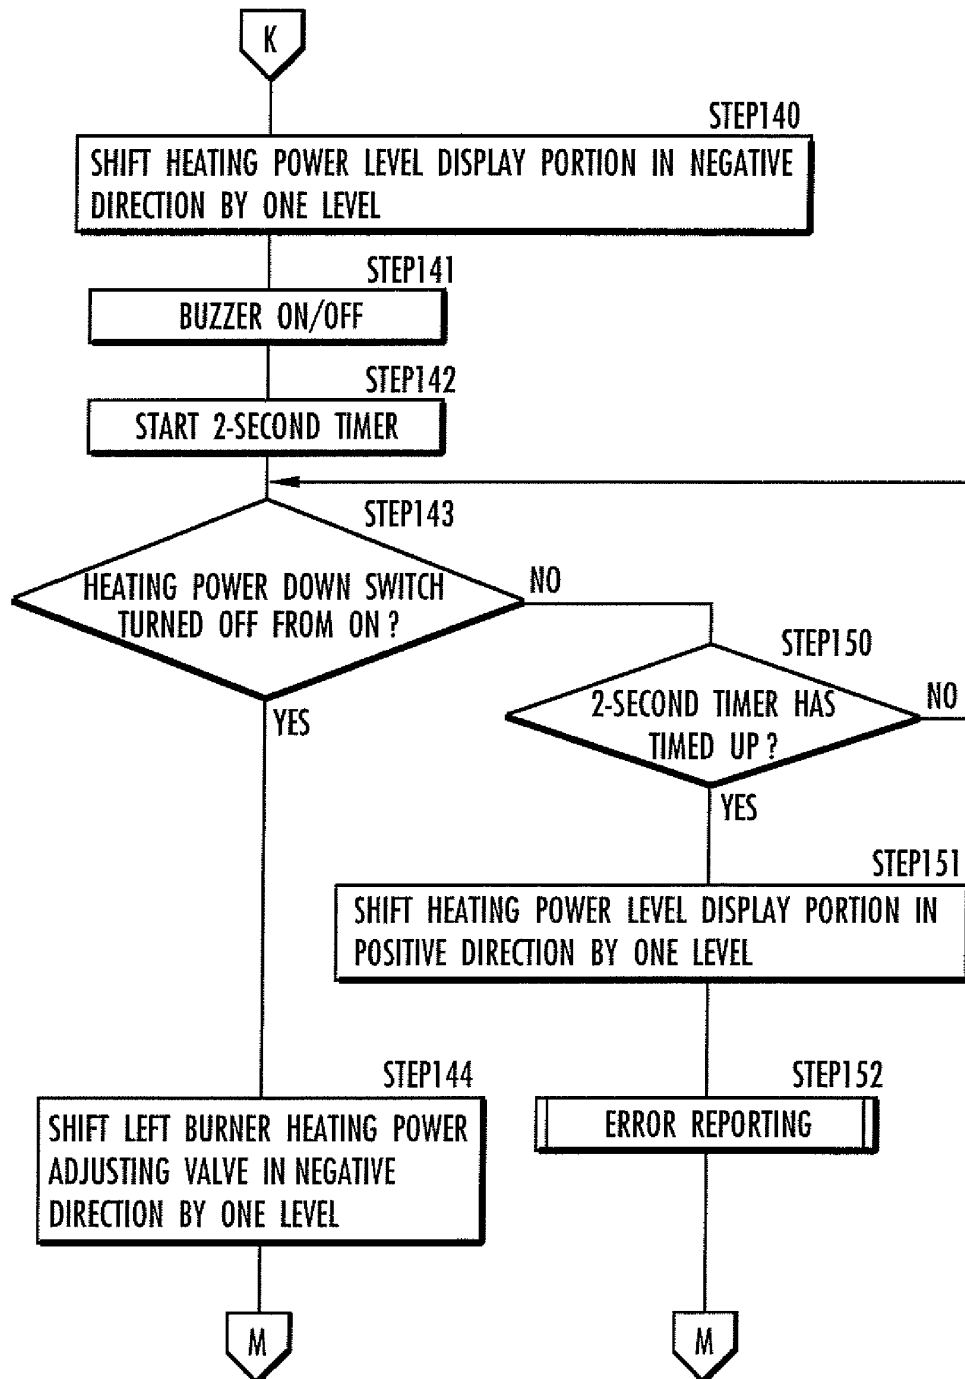 K
STEP140
SHIFT HEATING POWER LEVEL DISPLAY PORTION IN NEGATIVE
DIRECTION BY ONE LEVEL
STEP141
BUZZER ON/OFF
STEP142
START 2-SECOND TIMER
STEP143
HEATING POWER DOWN SWITCH
TURNED OFF FROM ON?
NO
YES
STEP150
2-SECOND TIMER HAS
TIMED UP?
NO
YES
STEP151
SHIFT HEATING POWER LEVEL DISPLAY PORTION IN
POSITIVE DIRECTION BY ONE LEVEL
STEP144
SHIFT LEFT BURNER HEATING POWER
ADJUSTING VALVE IN NEGATIVE
DIRECTION BY ONE LEVEL
STEP152
ERROR REPORTING
M
M